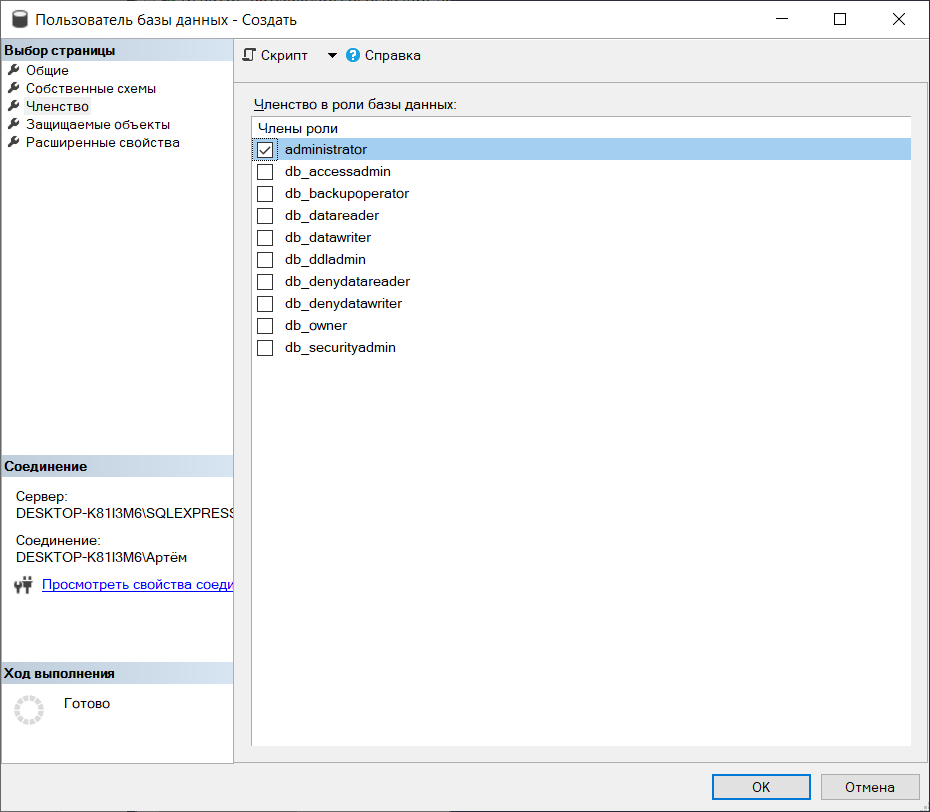 Пользователь базы данных - Создать
Выбор страницы
Общие
Собственные схемы
Членство
Защищаемые объекты
Расширенные свойства
Скрипт
Справка
Членство в роли базы данных:
Члены роли
administrator
db_accessadmin
db_backupoperator
db_datareader
db_datawriter
db_ddladmin
db_denydatareader
db_denydatawriter
db_owner
db_securityadmin
Соединение
Сервер:
DESKTOP-K81I3M6\SQLEXPRESS
Соединение:
DESKTOP-K81I3M6\Артём
Просмотреть свойства соеди
Ход выполнения
Готово
OK
Отмена